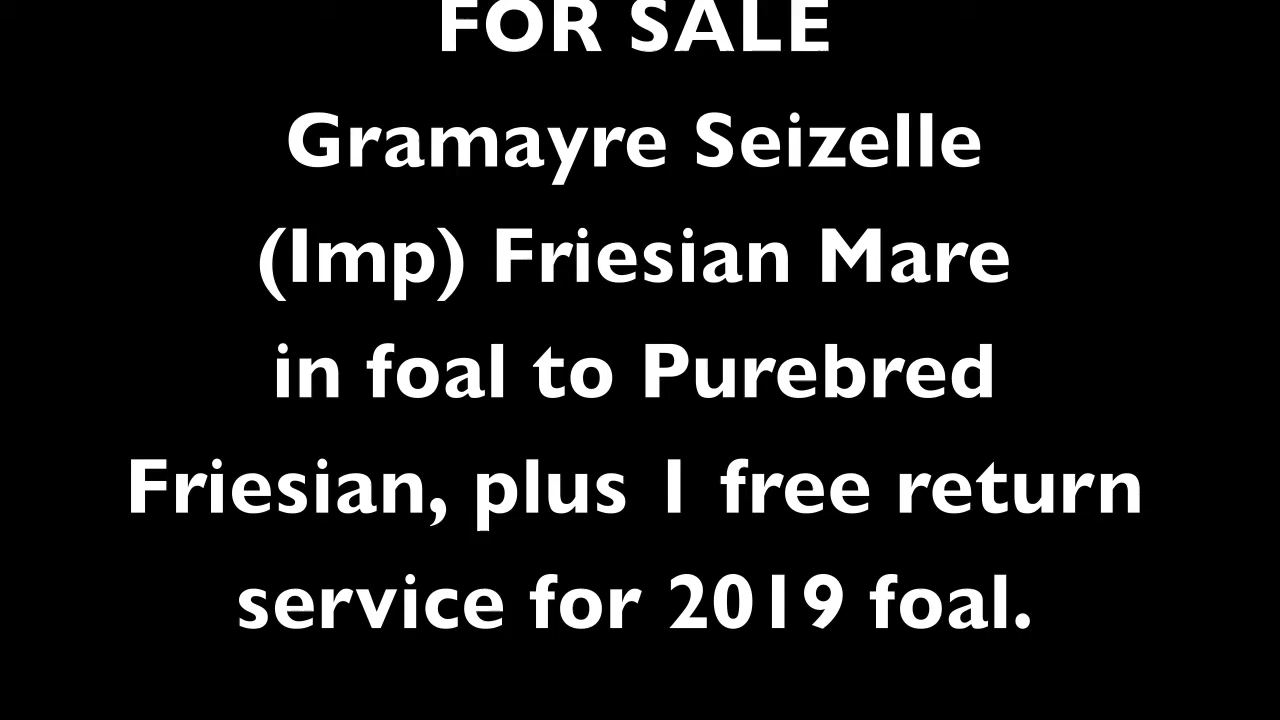 FOR SALE
Gramayre Seizelle
(Imp) Friesian Mare
in foal to Purebred
Friesian, plus 1 free return
service for 2019 foal.